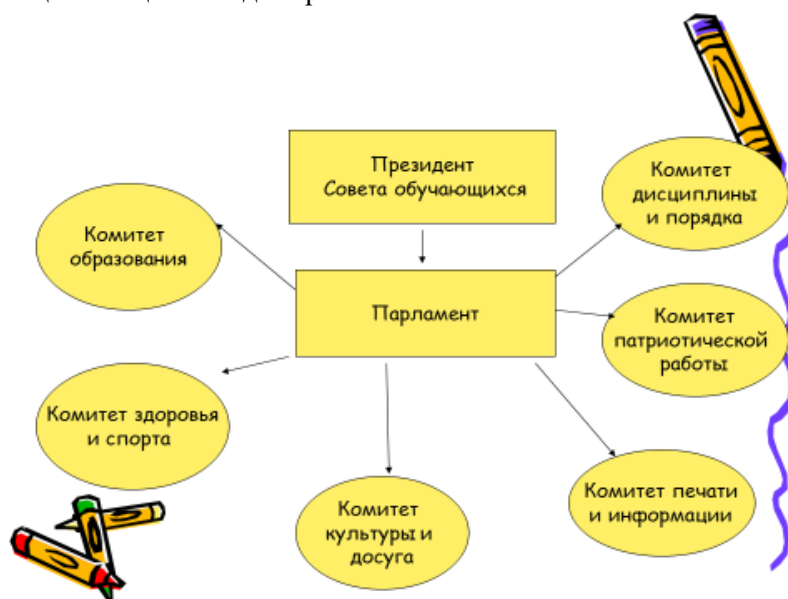 Президент
Совета обучающихся
Комитет
дисциплины
и порядка
Комитет
образования
Парламент
Комитет
патриотической
работы
Комитет здоровья
и спорта
Комитет
культуры и
досуга
Комитет печати
и информации